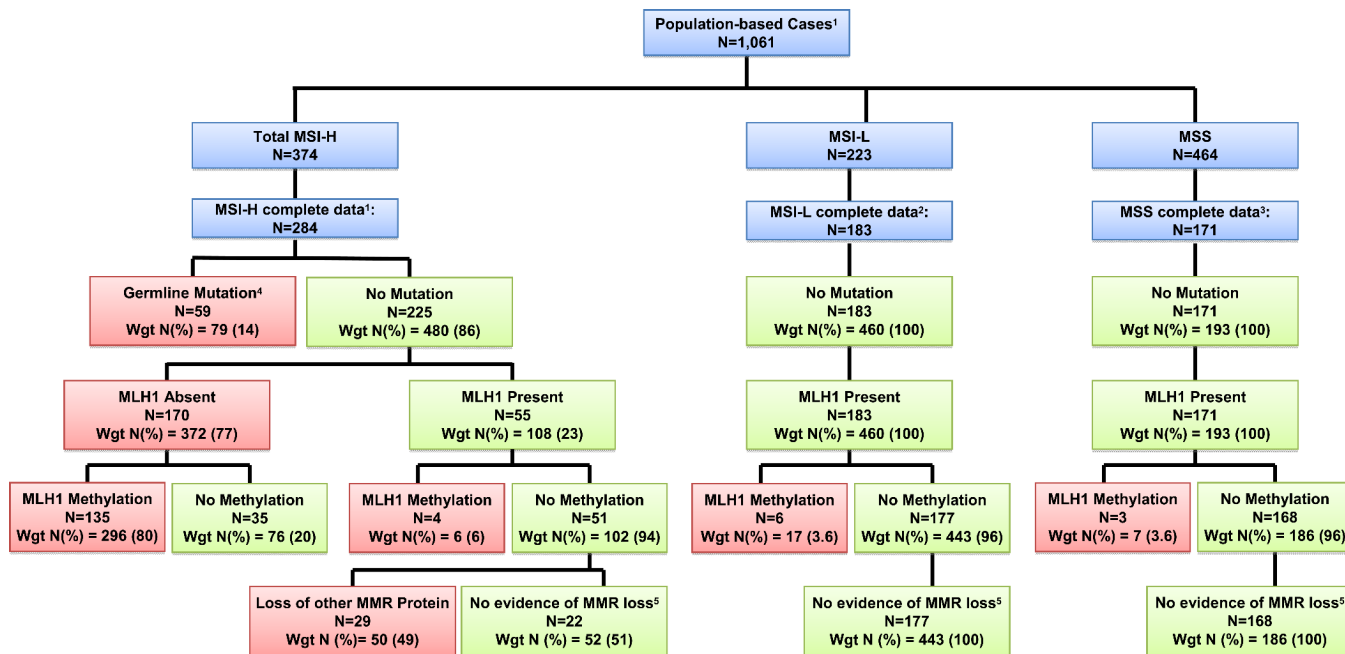 Population-based Cases¹
N=1,061
Total MSI-H
N=374
MSI-L
N=223
MSS
N=464
MSI-H complete data¹:
N=284
MSI-L complete data²:
N=183
MSS complete data³:
N=171
Germline Mutation⁴
N=59
Wgt N(%) = 79 (14)
No Mutation
N=225
Wgt N(%) = 480 (86)
No Mutation
N=183
Wgt N(%) = 460 (100)
No Mutation
N=171
Wgt N(%) = 193 (100)
MLH1 Absent
N=170
Wgt N(%) = 372 (77)
MLH1 Present
N=55
Wgt N(%) = 108 (23)
MLH1 Present
N=183
Wgt N(%) = 460 (100)
MLH1 Present
N=171
Wgt N(%) = 193 (100)
MLH1 Methylation
N=135
Wgt N(%) = 296 (80)
No Methylation
N=35
Wgt N(%) = 76 (20)
MLH1 Methylation
N=4
Wgt N(%) = 6 (6)
No Methylation
N=51
Wgt N(%) = 102 (94)
MLH1 Methylation
N=6
Wgt N(%) = 17 (3.6)
No Methylation
N=177
Wgt N(%) = 443 (96)
MLH1 Methylation
N=3
Wgt N(%) = 7 (3.6)
No Methylation
N=168
Wgt N(%) = 186 (96)
Loss of other MMR Protein
N=29
Wgt N (%)= 50 (49)
No evidence of MMR loss⁵
N=22
Wgt N (%) = 52 (51)
No evidence of MMR loss⁵
N=177
Wgt N(%) = 443 (100)
No evidence of MMR loss⁵
N=168
Wgt N(%) = 186 (100)